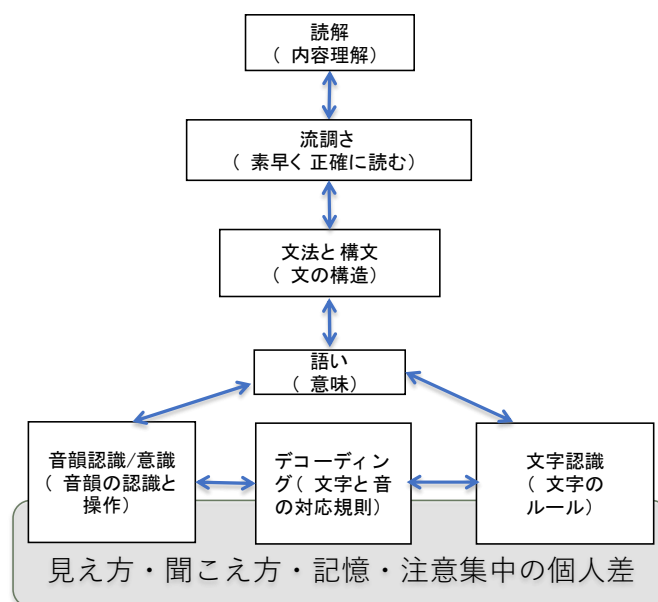 読解
( 内容理解)
流調さ
( 素早く正確に読む)
文法と構文
( 文の構造)
語い
( 意味)
音韻認識/意識
( 音韻の認識と
操作)
デコーディン
グ( 文字と音
の対応規則)
文字認識
( 文字の
ルール)
見え方・聞こえ方・記憶・注意集中の個人差